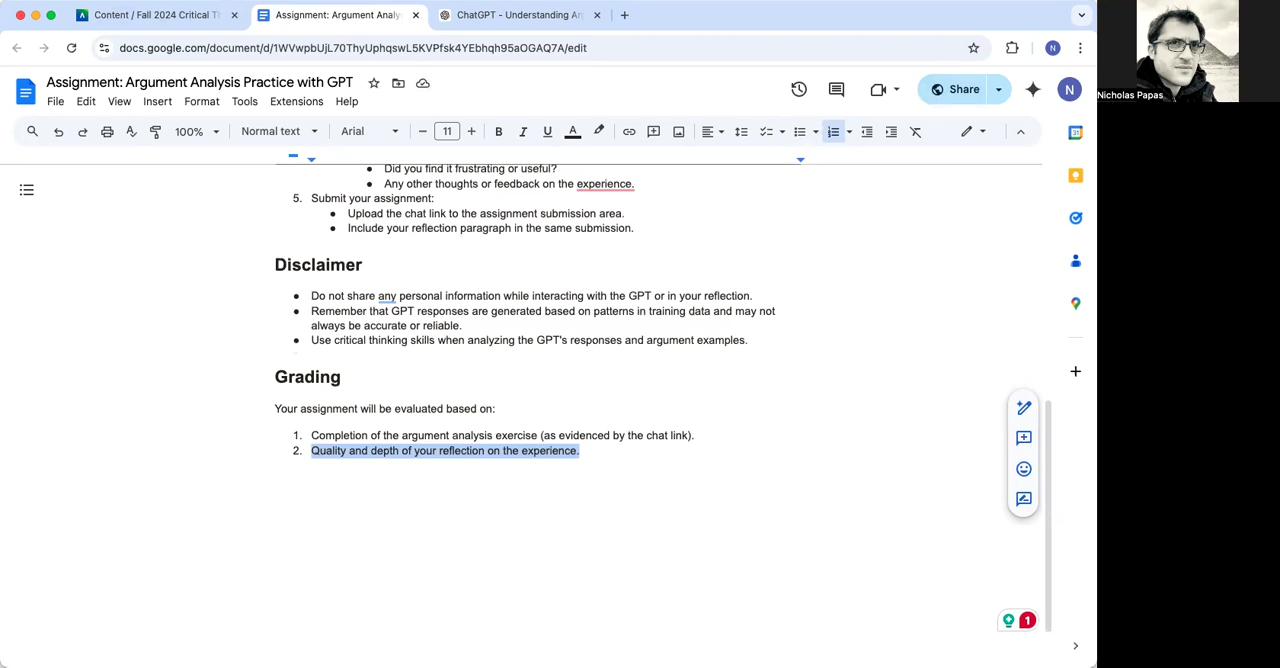 Content / Fall 2024 Critical T
Assignment: Argument Analy
ChatGPT - Understanding Ar
docs.google.com/document/d/1WVwpbUjL70ThyUphqswL5KVPfsk4YEbhqh95aOGAQ7A/edit
N
Assignment: Argument Analysis Practice with GPT
File Edit View Insert Format Tools Extensions Help
Share
N
100% Normal text Arial 11 B I U A
Did you find it frustrating or useful?
Any other thoughts or feedback on the experience.
5. Submit your assignment:
Upload the chat link to the assignment submission area.
Include your reflection paragraph in the same submission.
Disclaimer
Do not share any personal information while interacting with the GPT or in your reflection.
Remember that GPT responses are generated based on patterns in training data and may not
always be accurate or reliable.
Use critical thinking skills when analyzing the GPT's responses and argument examples.
Grading
Your assignment will be evaluated based on:
1. Completion of the argument analysis exercise (as evidenced by the chat link).
2. Quality and depth of your reflection on the experience.
1
31
Nicholas Papas